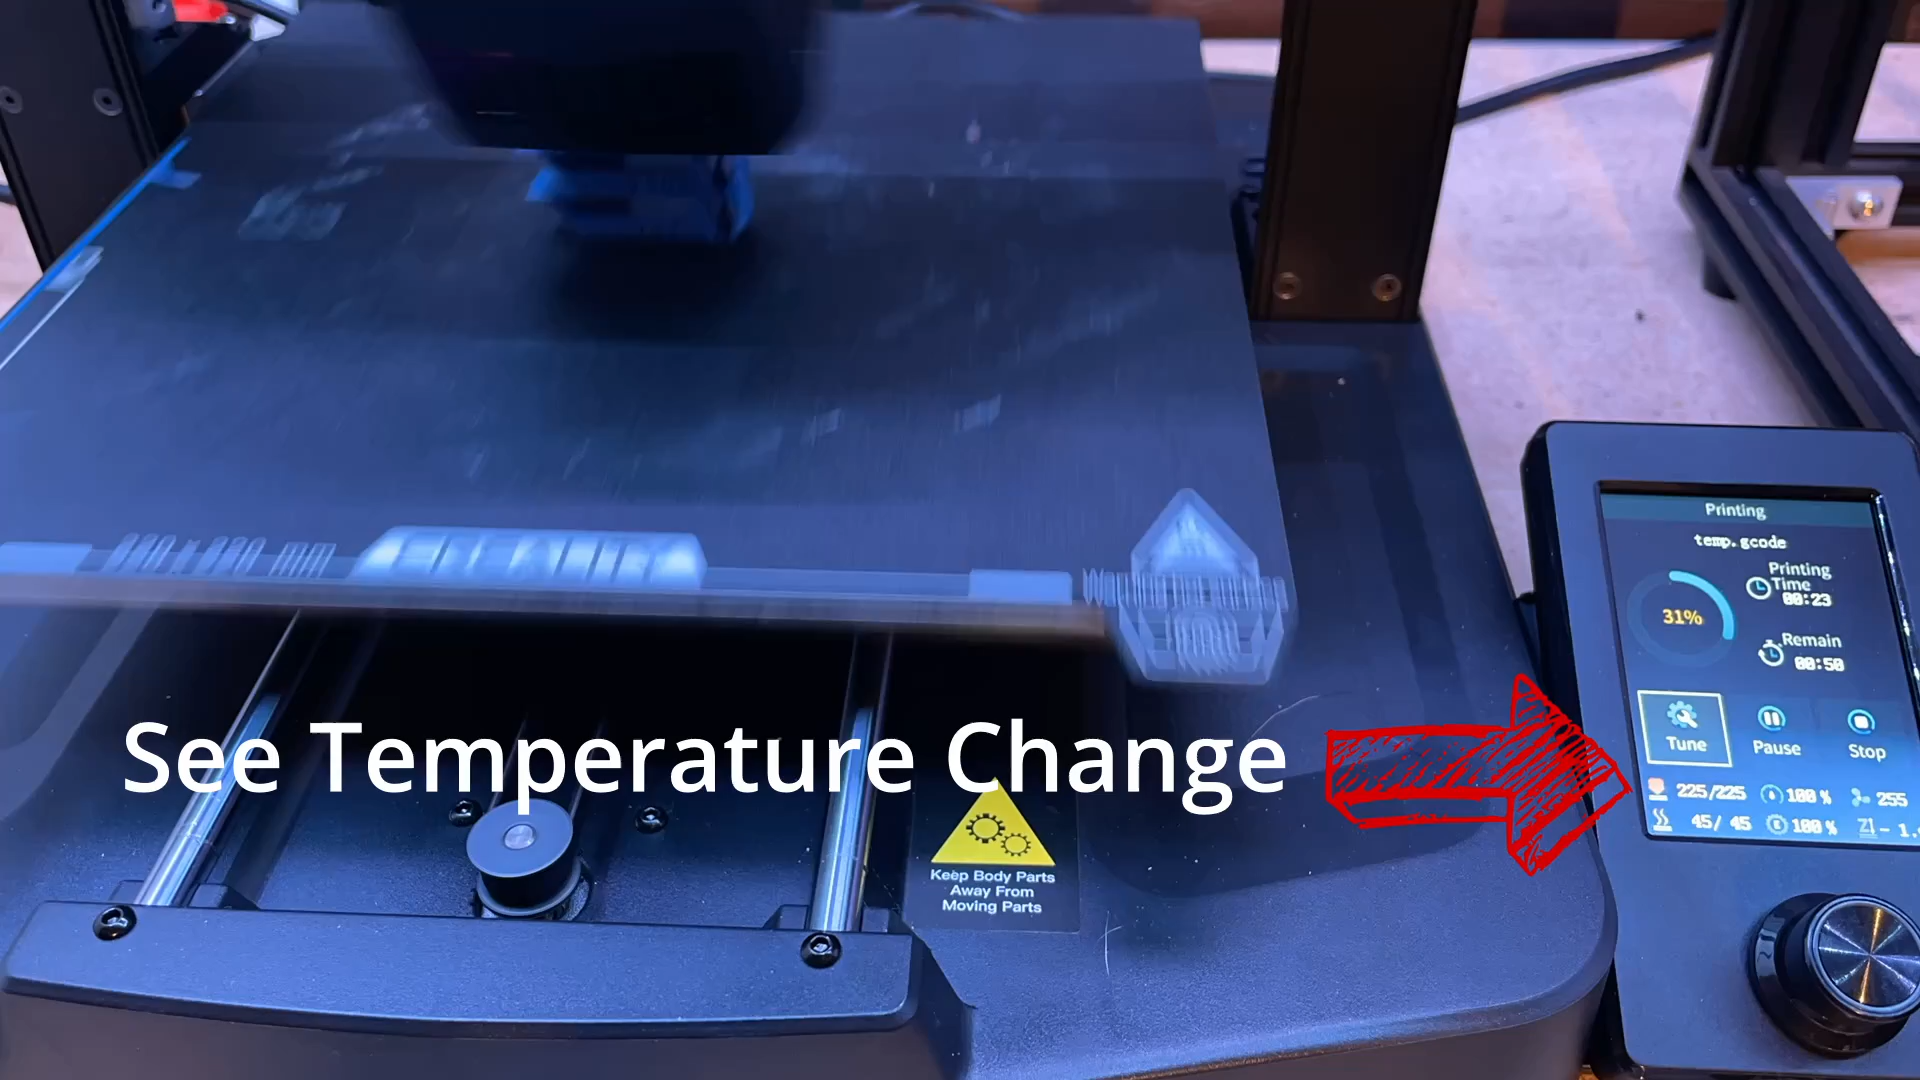 Printing
temp.gcode
Printing
Time
00:23
31%
Remain
00:50
Tune
Pause
Stop
225/225
100 %
255
45/ 45
100 %
See Temperature Change
Keep Body Parts
Away From
Moving Parts